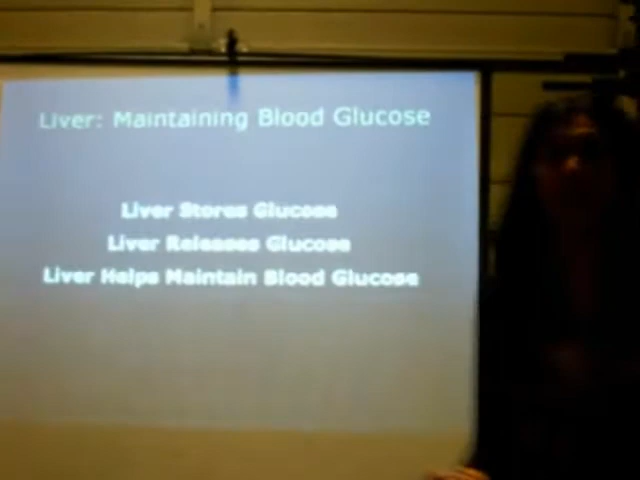 Liver: Maintaining Blood Glucose
Liver Stores Glucose
Liver Releases Glucose
Liver Helps Maintain Blood Glucose